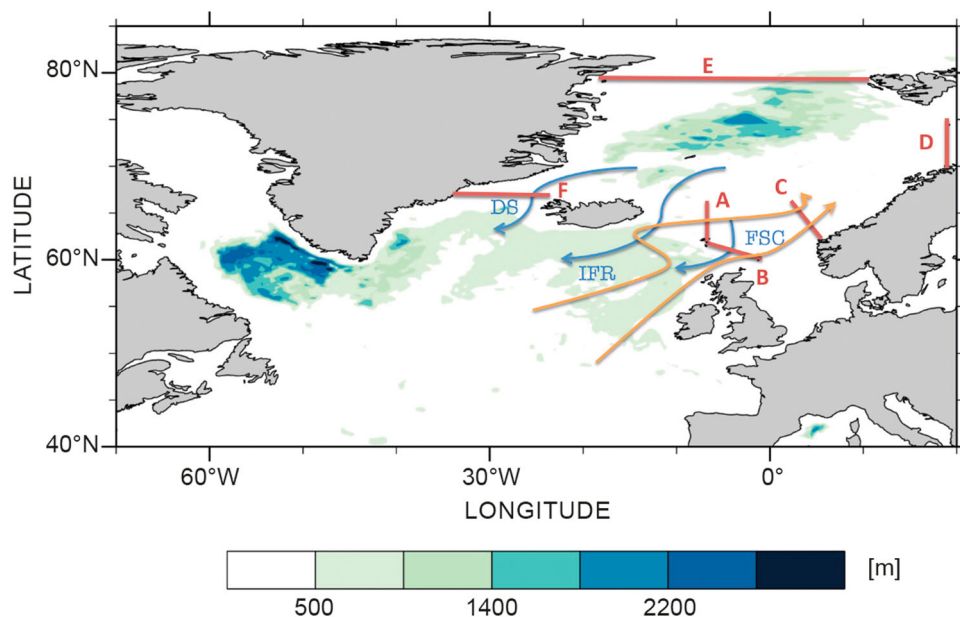 80°N
E
D
F
A
C
DS
FSC
LATITUDE
60°N
IFR
B
40°N
60°W
30°W
0°
LONGITUDE
[m]
500
1400
2200